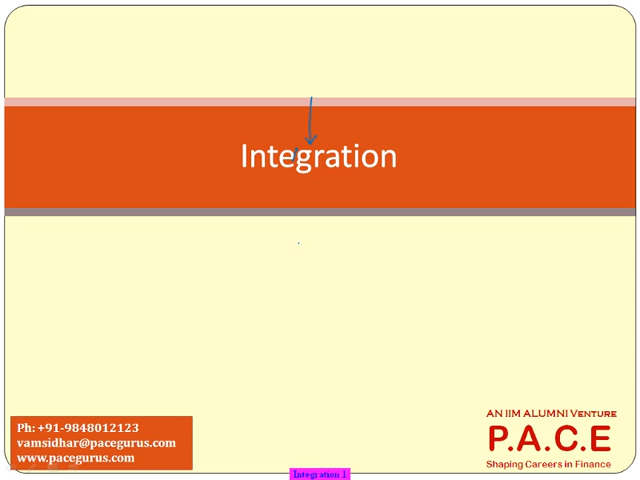 Integration
Ph: +91-9848012123
vamsidhar@pacegurus.com
www.pacegurus.com
AN IIM ALUMNI VENTURE
P.A.C.E
Shaping Careers in Finance
Integration 1